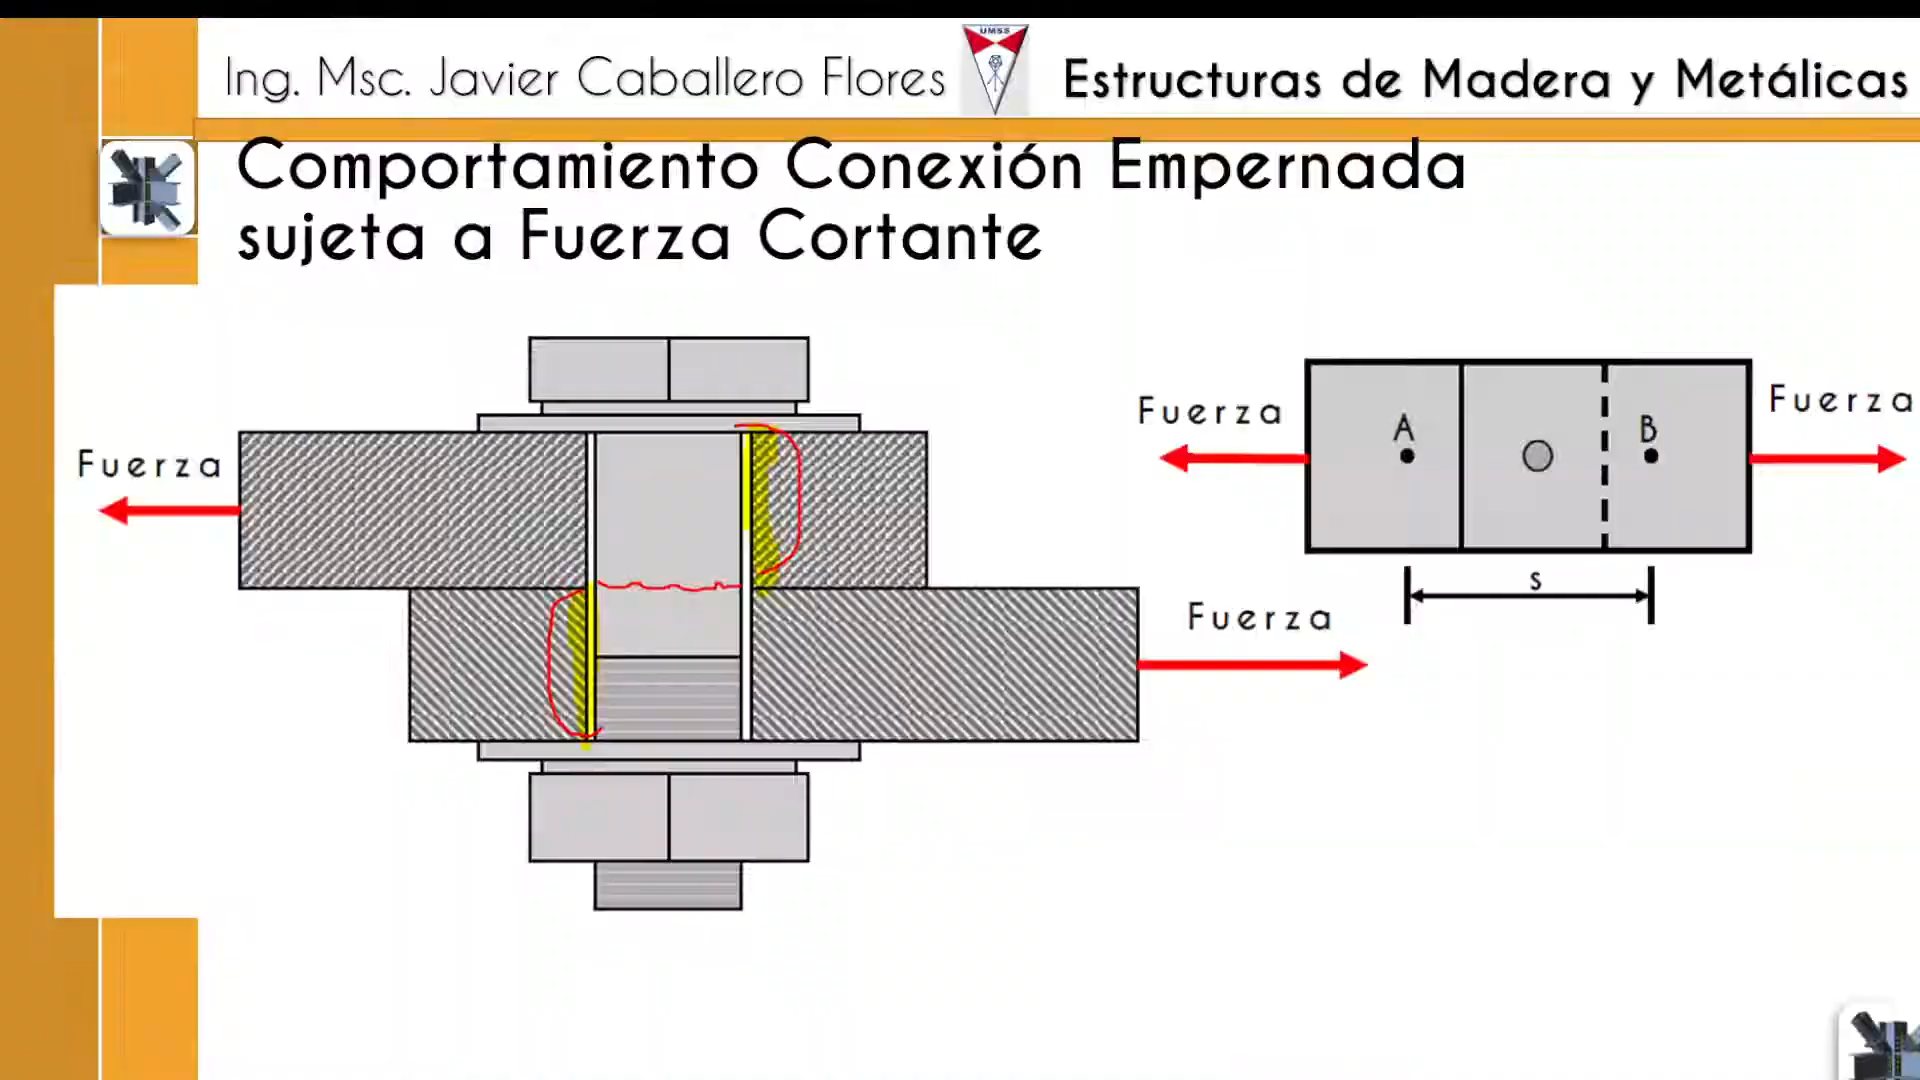 Ing. Msc. Javier Caballero Flores
UMSS
Estructuras de Madera y Metálicas
Comportamiento Conexión Empernada
sujeta a Fuerza Cortante
Fuerza
Fuerza
Fuerza
Fuerza
A
B
s